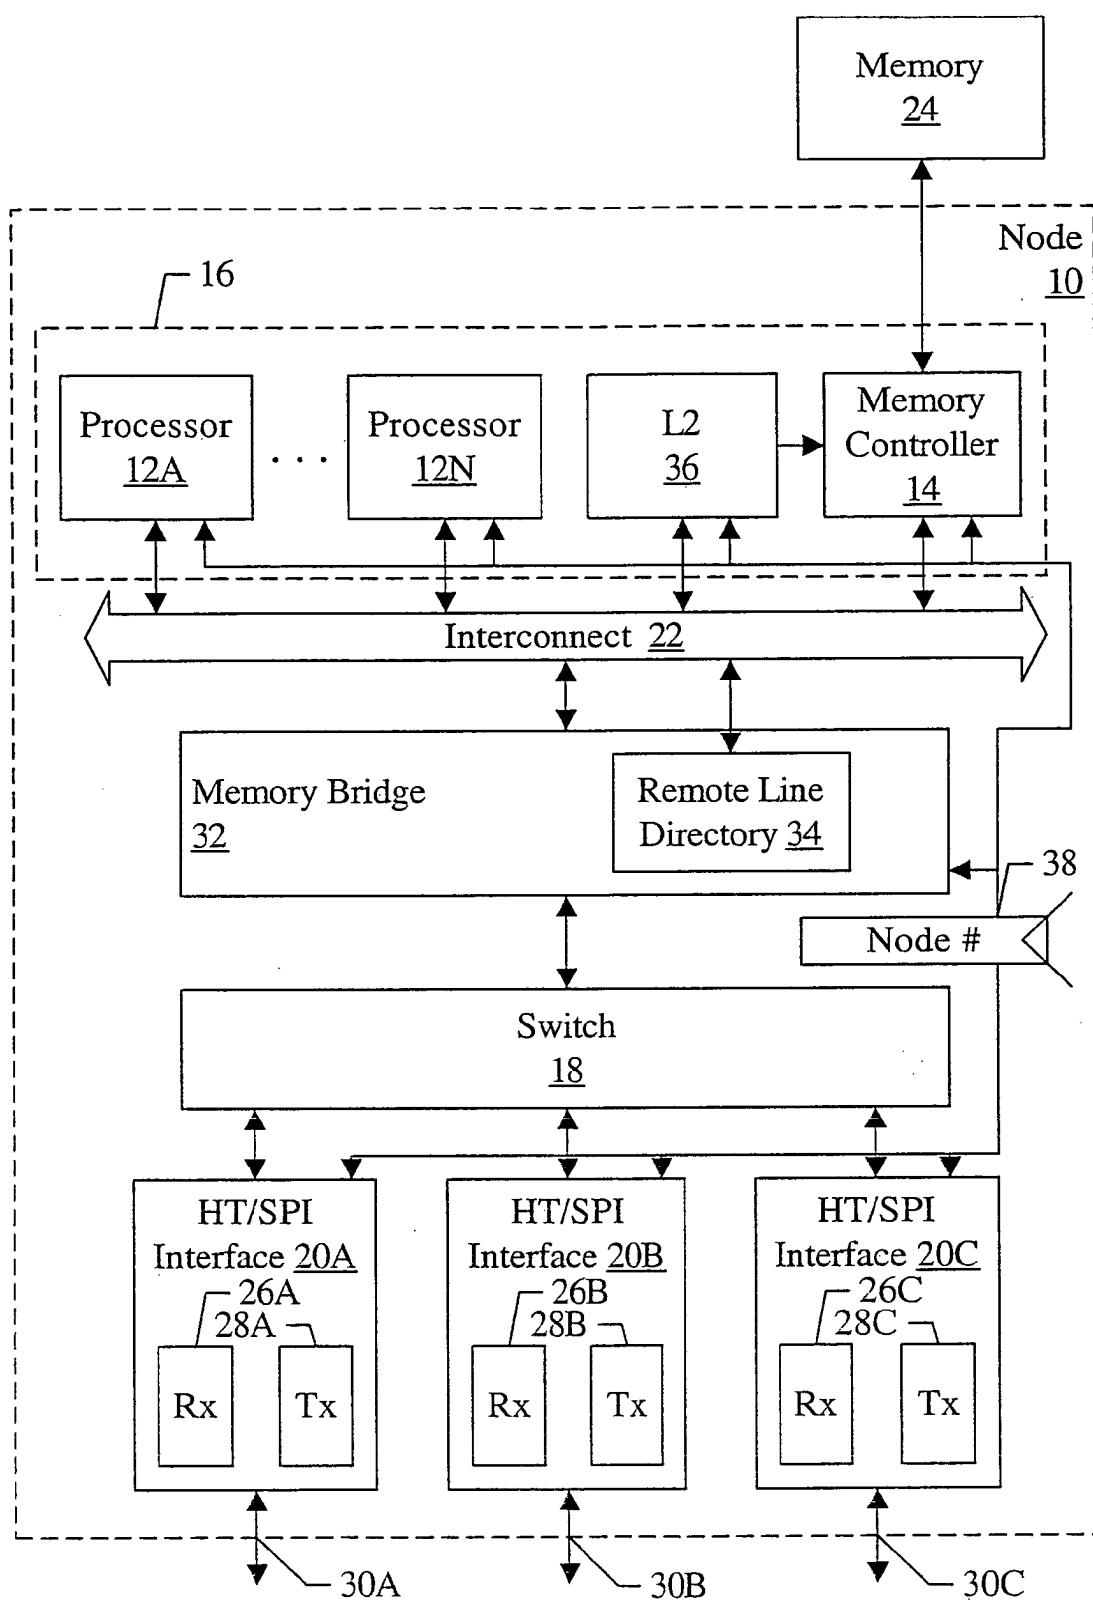 Memory
24
Node
10
16
Processor
12A
. . .
Processor
12N
L2
36
Memory
Controller
14
Interconnect 22
Memory Bridge
32
Remote Line
Directory 34
38
Node #
Switch
18
HT/SPI
Interface 20A
26A
28A
Rx
Tx
HT/SPI
Interface 20B
26B
28B
Rx
Tx
HT/SPI
Interface 20C
26C
28C
Rx
Tx
30A
30B
30C